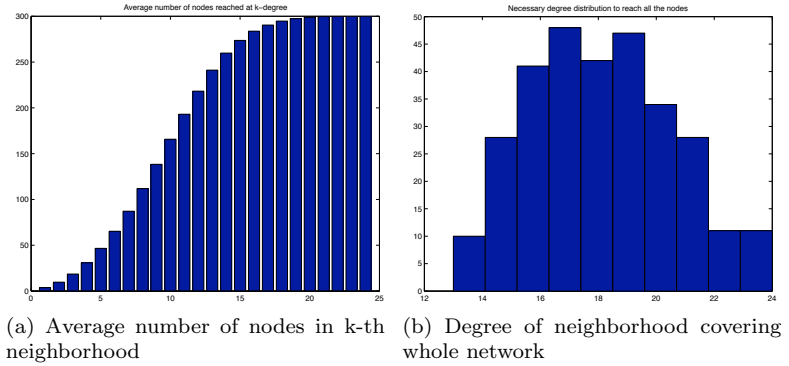 Average number of nodes reached at k−degree
300
250
200
150
100
50
0
0 5 10 15 20 25
Necessary degree distribution to reach all the nodes
50
45
40
35
30
25
20
15
10
5
0
12 14 16 18 20 22 24
(a) Average number of nodes in k-th
neighborhood
(b) Degree of neighborhood covering
whole network